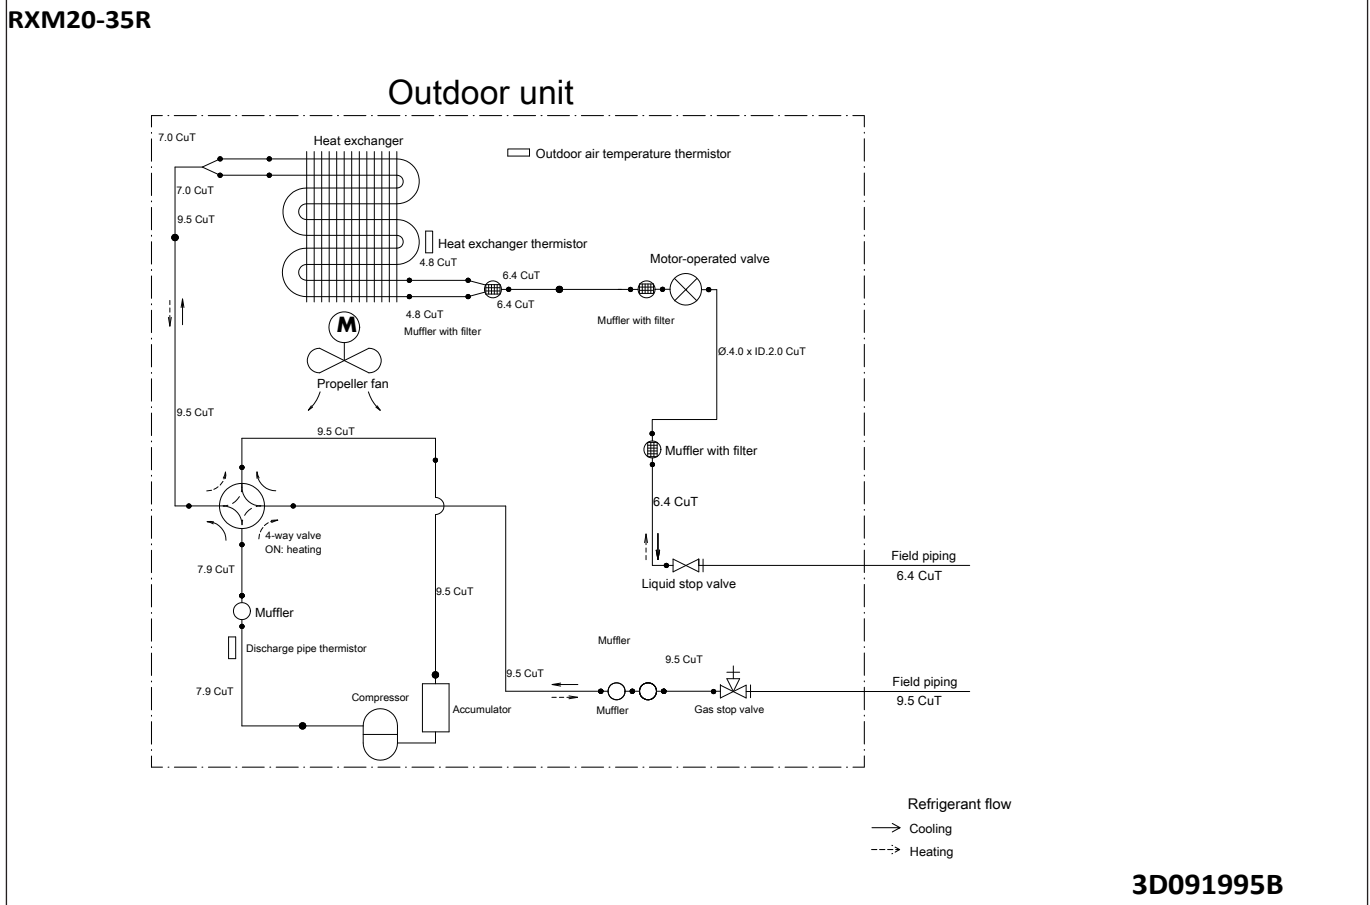 RXM20-35R
Outdoor unit
7.0 CuT
Heat exchanger
Outdoor air temperature thermistor
7.0 CuT
9.5 CuT
Heat exchanger thermistor
4.8 CuT
Motor-operated valve
6.4 CuT
6.4 CuT
4.8 CuT
Muffler with filter
Muffler with filter
M
Ø.4.0 x ID.2.0 CuT
Propeller fan
9.5 CuT
9.5 CuT
Muffler with filter
6.4 CuT
4-way valve
ON: heating
7.9 CuT
Field piping
6.4 CuT
Liquid stop valve
9.5 CuT
Muffler
Discharge pipe thermistor
Muffler
9.5 CuT
9.5 CuT
7.9 CuT
Field piping
9.5 CuT
Compressor
Accumulator
Muffler
Gas stop valve
Refrigerant flow
Cooling
Heating
3D091995B